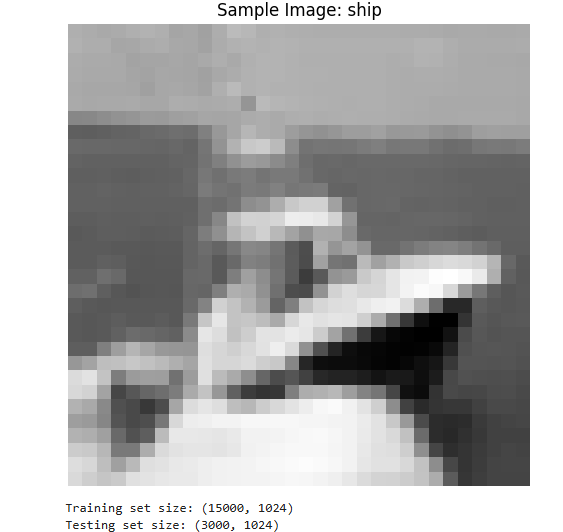 Sample Image: ship
Training set size: (15000, 1024)
Testing set size: (3000, 1024)